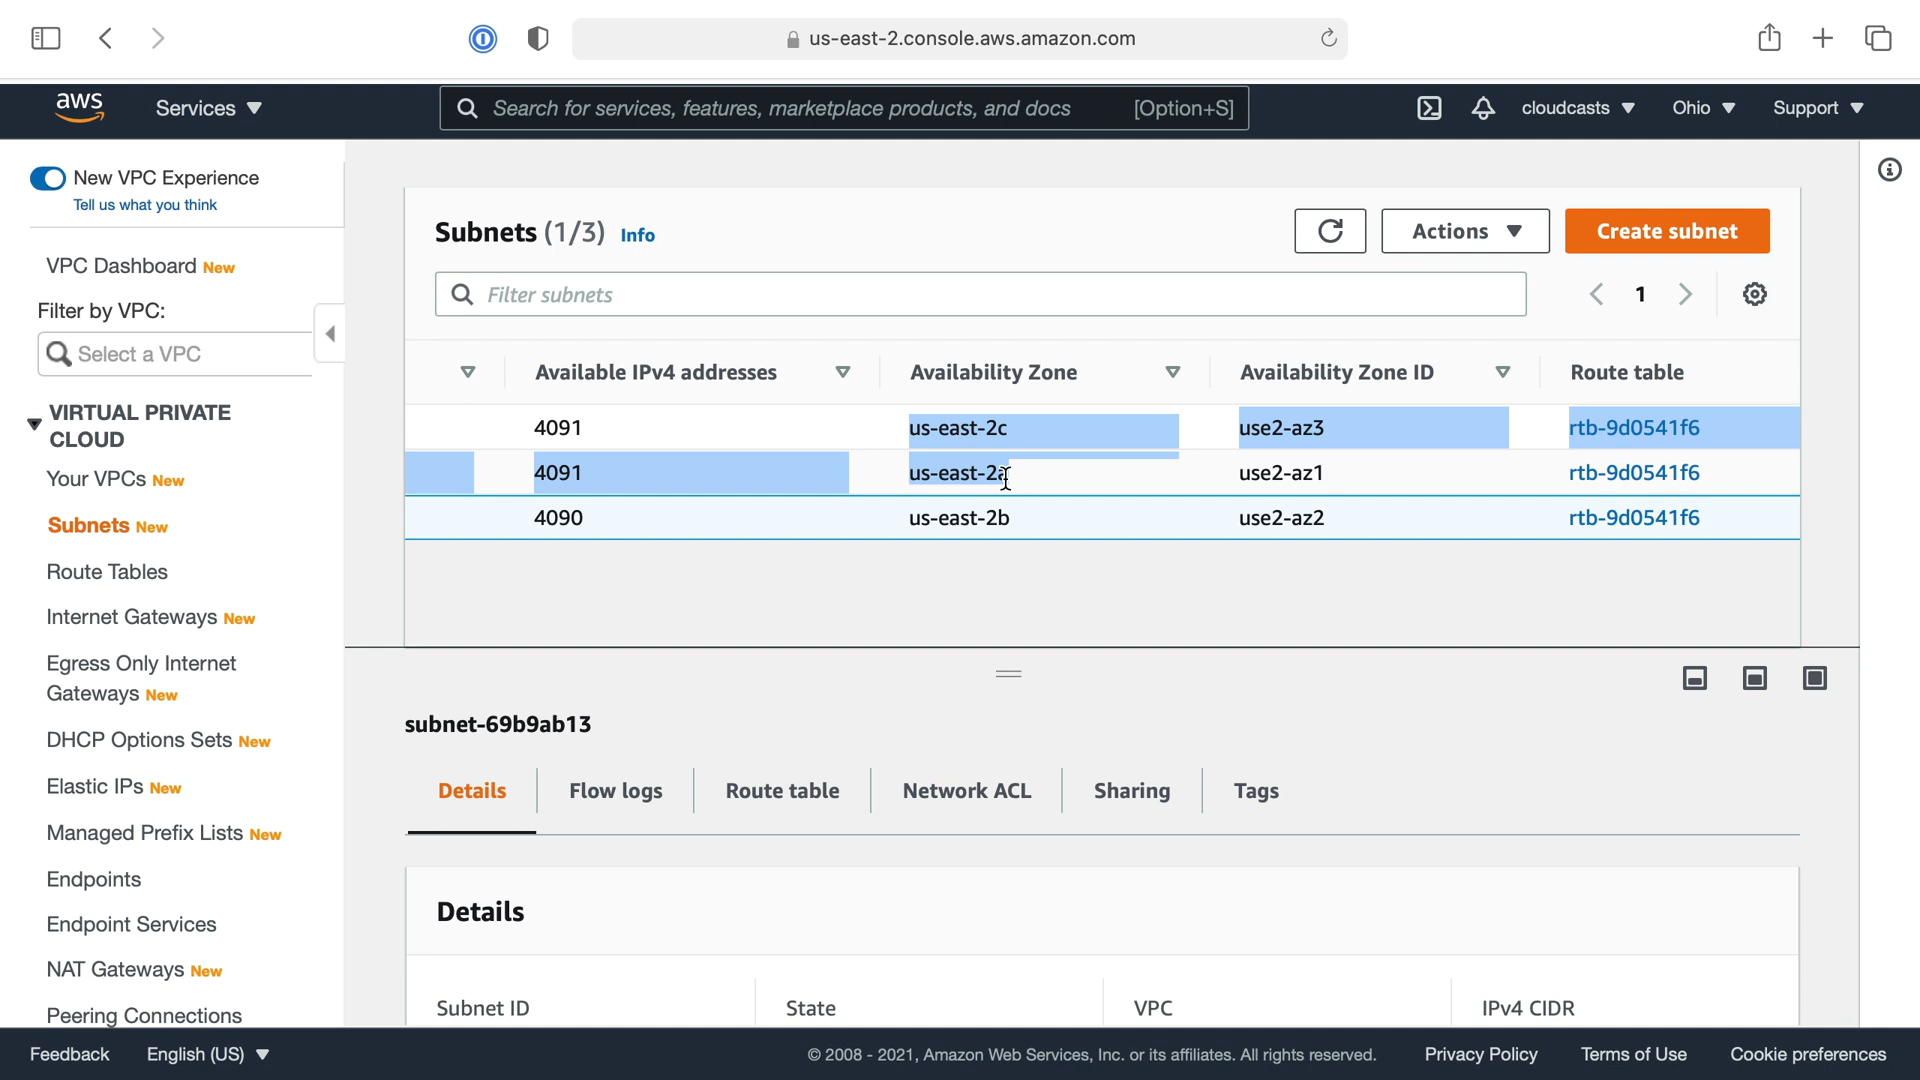 us-east-2.console.aws.amazon.com
aws
Services
Search for services, features, marketplace products, and docs [Option+S]
cloudcasts
Ohio
Support
New VPC Experience
Tell us what you think
VPC Dashboard New
Filter by VPC:
Select a VPC
VIRTUAL PRIVATE
CLOUD
Your VPCs New
Subnets New
Route Tables
Internet Gateways New
Egress Only Internet
Gateways New
DHCP Options Sets New
Elastic IPs New
Managed Prefix Lists New
Endpoints
Endpoint Services
NAT Gateways New
Peering Connections
Subnets (1/3) Info
Actions
Create subnet
Filter subnets
1
Available IPv4 addresses Availability Zone Availability Zone ID Route table
4091 us-east-2c use2-az3 rtb-9d0541f6
4091 us-east-2a use2-az1 rtb-9d0541f6
4090 us-east-2b use2-az2 rtb-9d0541f6
subnet-69b9ab13
Details Flow logs Route table Network ACL Sharing Tags
Details
Subnet ID State VPC IPv4 CIDR
Feedback English (US) © 2008 - 2021, Amazon Web Services, Inc. or its affiliates. All rights reserved. Privacy Policy Terms of Use Cookie preferences